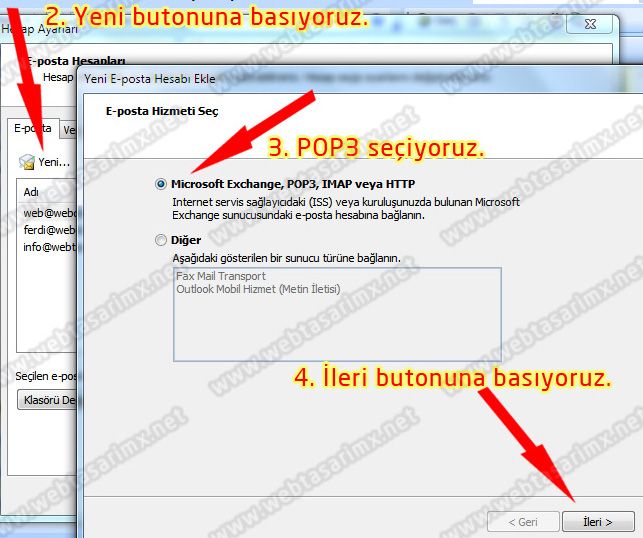 2. Yeni butonuna basıyoruz.
Hesap Ayarları
E-posta Hesapları
Hesap
Yeni E-posta Hesabı Ekle
E-posta Hizmeti Seç
E-posta
Yeni...
3. POP3 seçiyoruz.
Adı
Microsoft Exchange, POP3, IMAP veya HTTP
Internet servis sağlayıcıdaki (ISS) veya kuruluşunuzda bulunan Microsoft
Exchange sunucusundaki e-posta hesabına bağlanın.
Diğer
Aşağıdaki gösterilen bir sunucu türüne bağlanın.
Fax Mail Transport
Outlook Mobil Hizmet (Metin İletisi)
web@web
ferdi@web
info@webt
4. İleri butonuna basıyoruz.
Seçilen e-pos
Klasörü De
< Geri
İleri >
www.webtasarimx.net